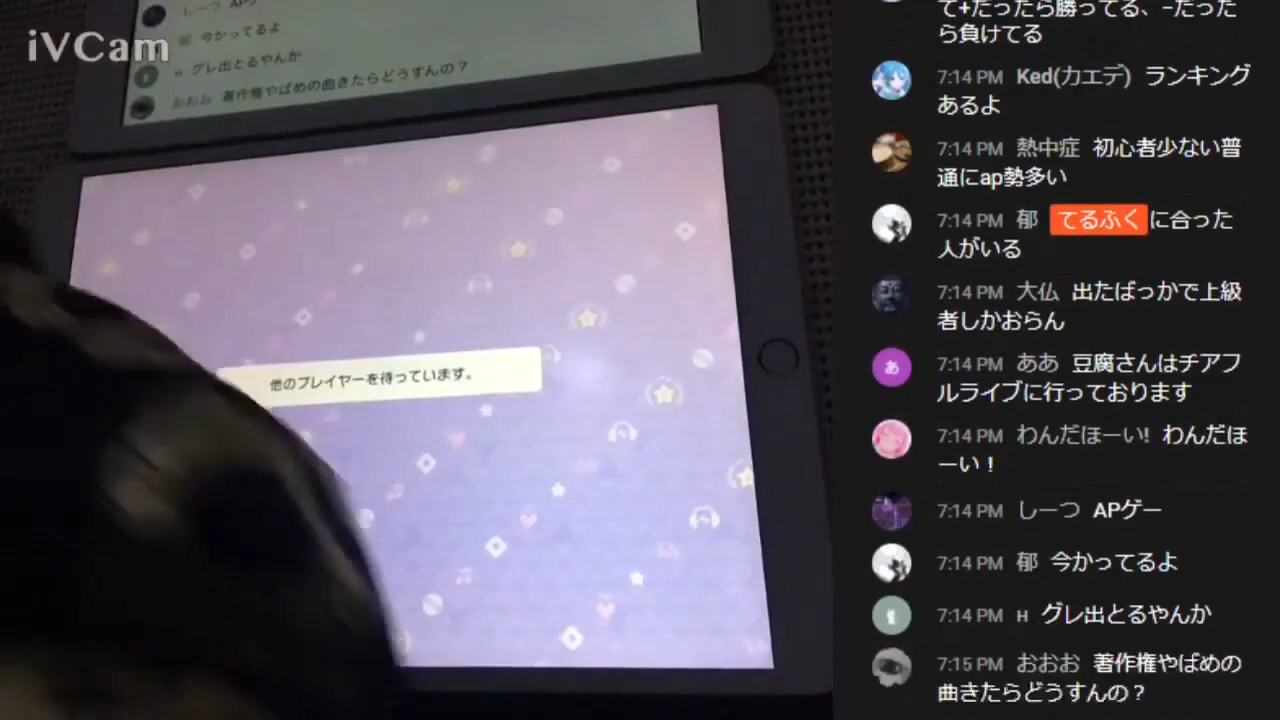 iVCam
しーつ APゲ
郁 今かってるよ
H グレ出とるやんか
おおお 著作権やばめの曲きたらどうすんの？
他のプレイヤーを待っています。
て+だったら勝ってる、-だった
ら負けてる
7:14 PM Ked(カエデ) ランキング
あるよ
7:14 PM 熱中症 初心者少ない普
通にap勢多い
7:14 PM 郁 てるふくに合った
人がいる
7:14 PM 大仏 出たばっかで上級
者しかおらん
あ
7:14 PM ああ 豆腐さんはチアフ
ルライブに行っております
7:14 PM わんだほーい! わんだほ
ーい！
7:14 PM しーつ APゲー
7:14 PM 郁 今かってるよ
7:14 PM H グレ出とるやんか
7:15 PM おおお 著作権やばめの
曲きたらどうすんの？